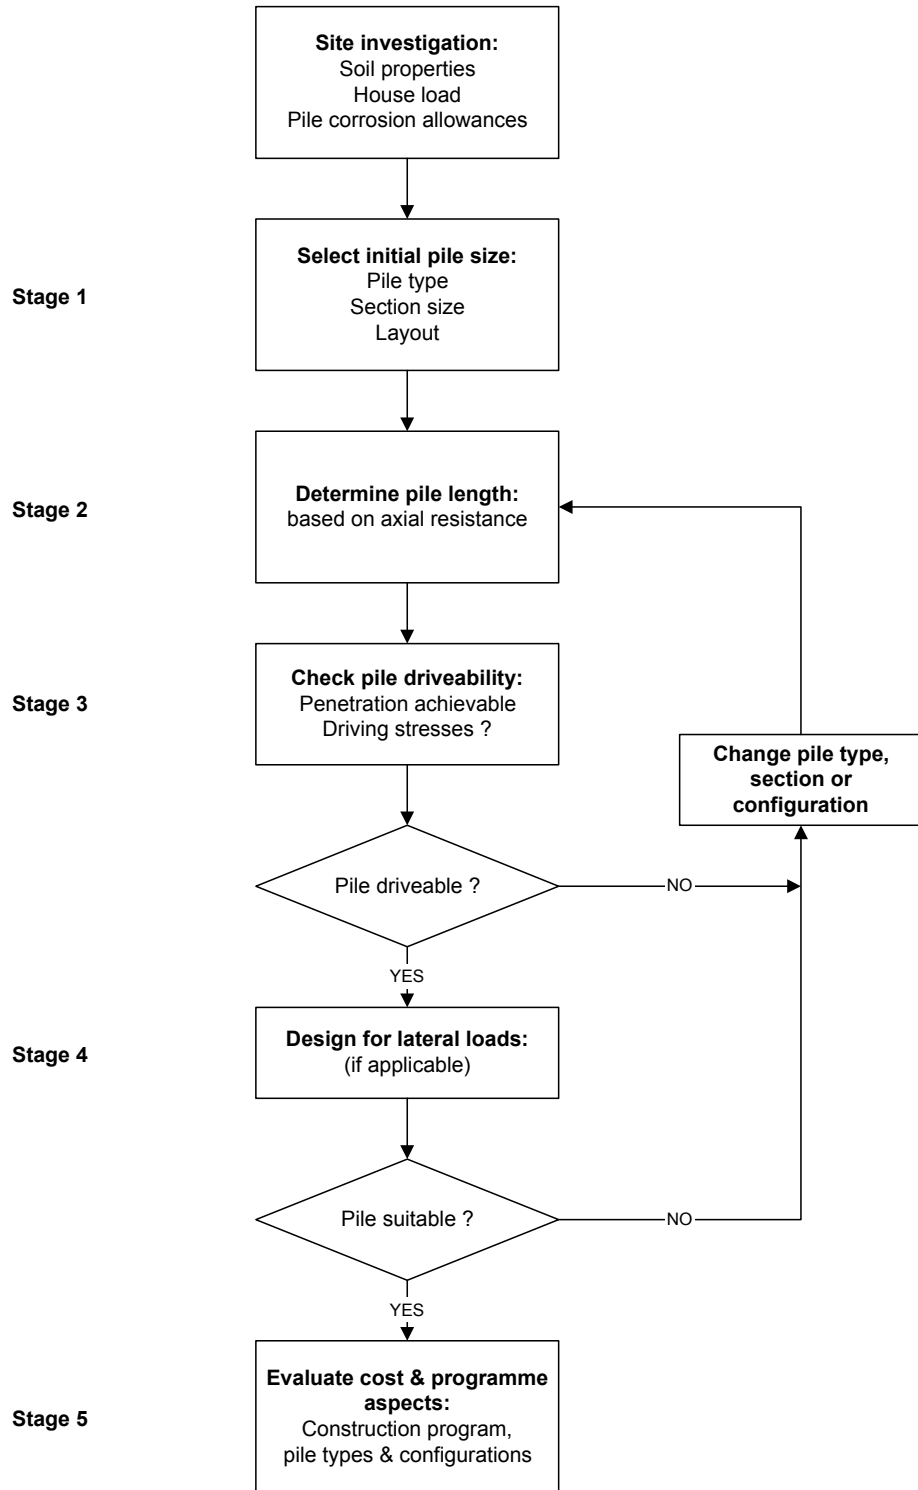 Site investigation:
Soil properties
House load
Pile corrosion allowances
Stage 1
Select initial pile size:
Pile type
Section size
Layout
Stage 2
Determine pile length:
based on axial resistance
Stage 3
Check pile driveability:
Penetration achievable
Driving stresses ?
Change pile type,
section or
configuration
Pile driveable ?
NO
YES
Stage 4
Design for lateral loads:
(if applicable)
Pile suitable ?
NO
YES
Stage 5
Evaluate cost & programme
aspects:
Construction program,
pile types & configurations